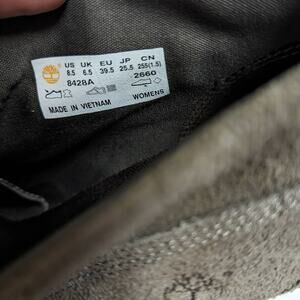 US UK EU JP CN
8.5 6.5 39.5 25.5 255(1.5)
8428A 2660
MADE IN VIETNAM WOMENS